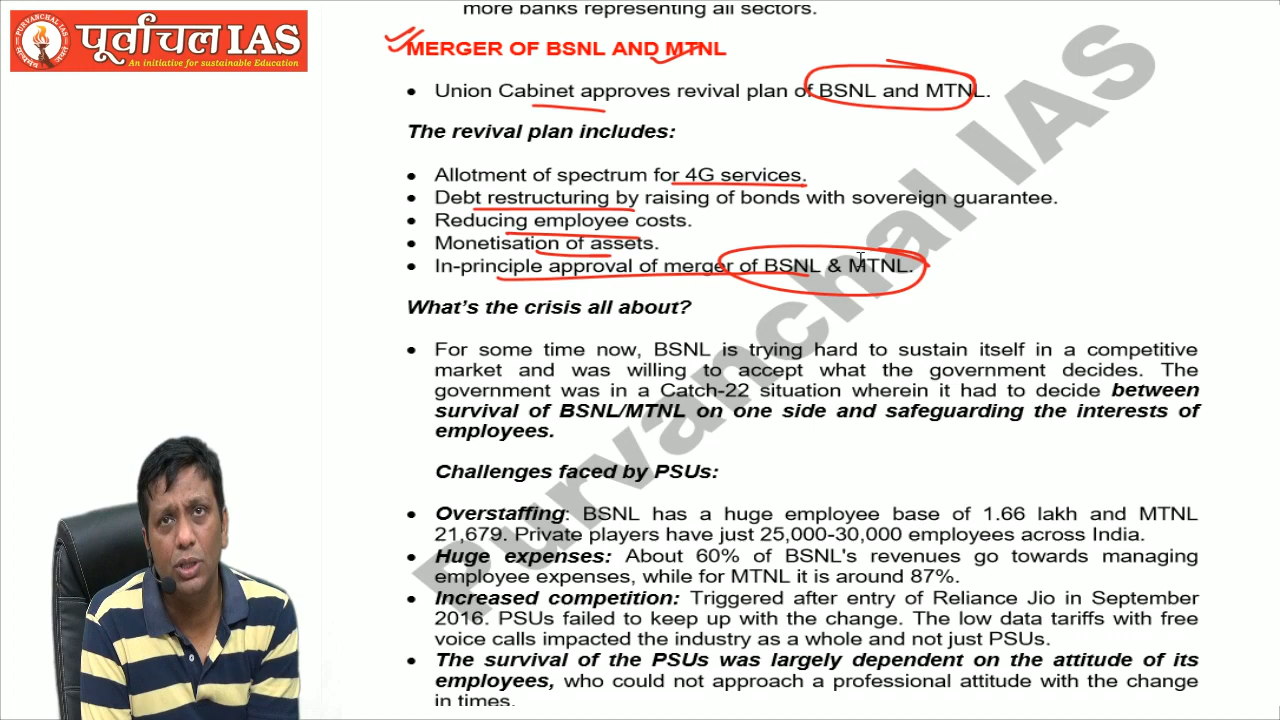 more banks representing all sectors.
PURVANCHAL IAS
पूर्वांचल IAS
An initiative for sustainable Education
MERGER OF BSNL AND MTNL
• Union Cabinet approves revival plan of BSNL and MTNL.
The revival plan includes:
• Allotment of spectrum for 4G services.
• Debt restructuring by raising of bonds with sovereign guarantee.
• Reducing employee costs.
• Monetisation of assets.
• In-principle approval of merger of BSNL & MTNL.
What's the crisis all about?
• For some time now, BSNL is trying hard to sustain itself in a competitive
market and was willing to accept what the government decides. The
government was in a Catch-22 situation wherein it had to decide between
survival of BSNL/MTNL on one side and safeguarding the interests of
employees.
Challenges faced by PSUs:
• Overstaffing: BSNL has a huge employee base of 1.66 lakh and MTNL
21,679. Private players have just 25,000-30,000 employees across India.
• Huge expenses: About 60% of BSNL's revenues go towards managing
employee expenses, while for MTNL it is around 87%.
• Increased competition: Triggered after entry of Reliance Jio in September
2016. PSUs failed to keep up with the change. The low data tariffs with free
voice calls impacted the industry as a whole and not just PSUs.
• The survival of the PSUs was largely dependent on the attitude of its
employees, who could not approach a professional attitude with the change
in times.
Purvanchal IAS